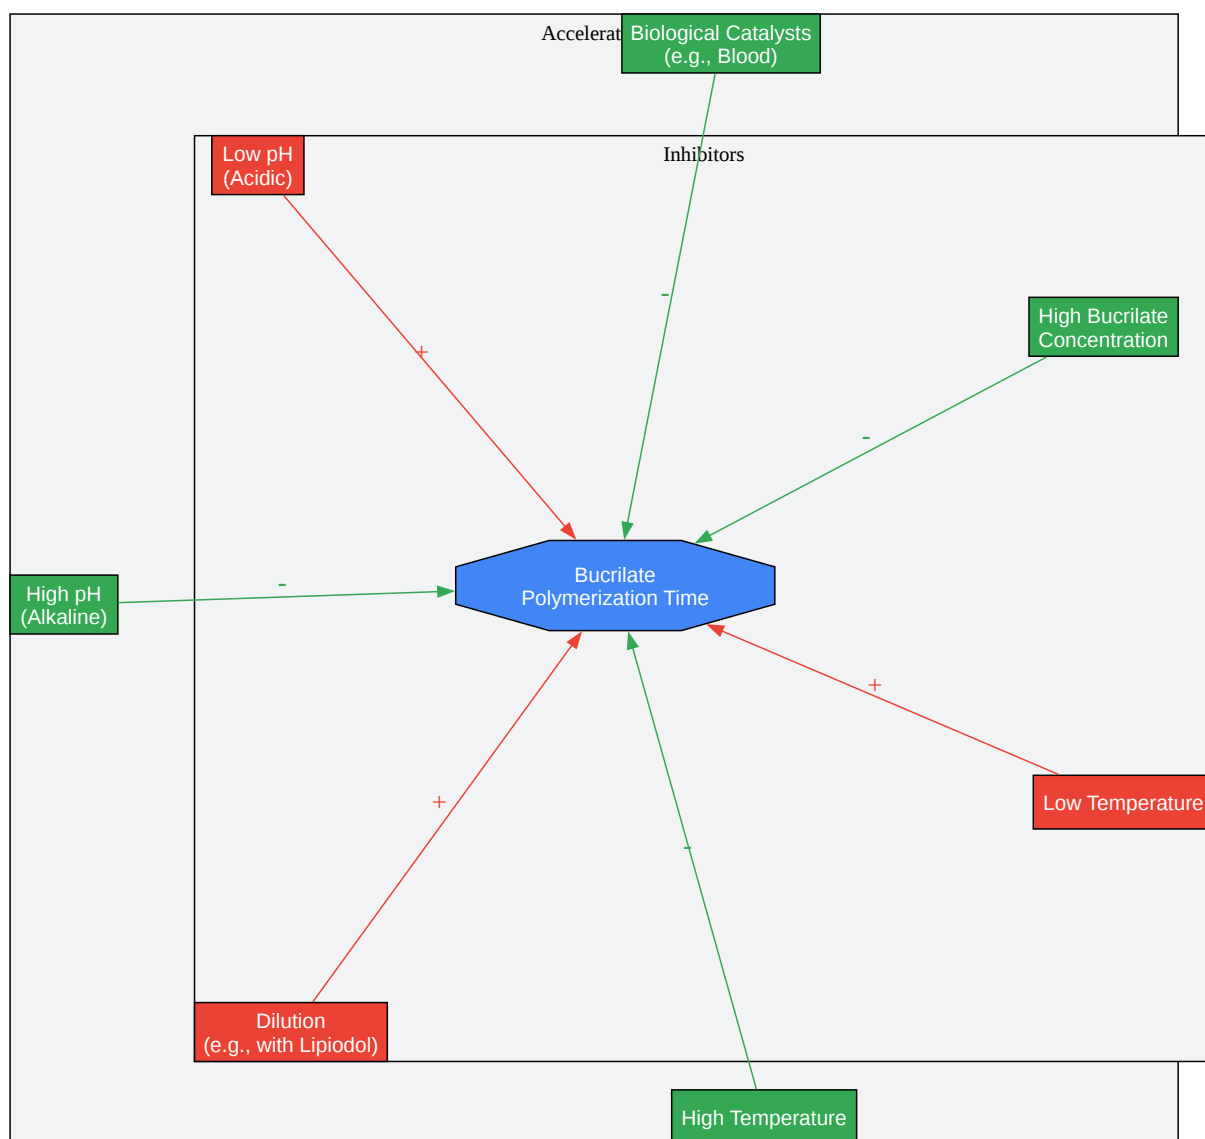 Accelerat
Biological Catalysts
(e.g., Blood)
Low pH
(Acidic)
Inhibitors
-
High Bucrilate
Concentration
+
-
Bucrilate
Polymerization Time
High pH
(Alkaline)
-
+
Low Temperature
+
-
Dilution
(e.g., with Lipiodol)
High Temperature